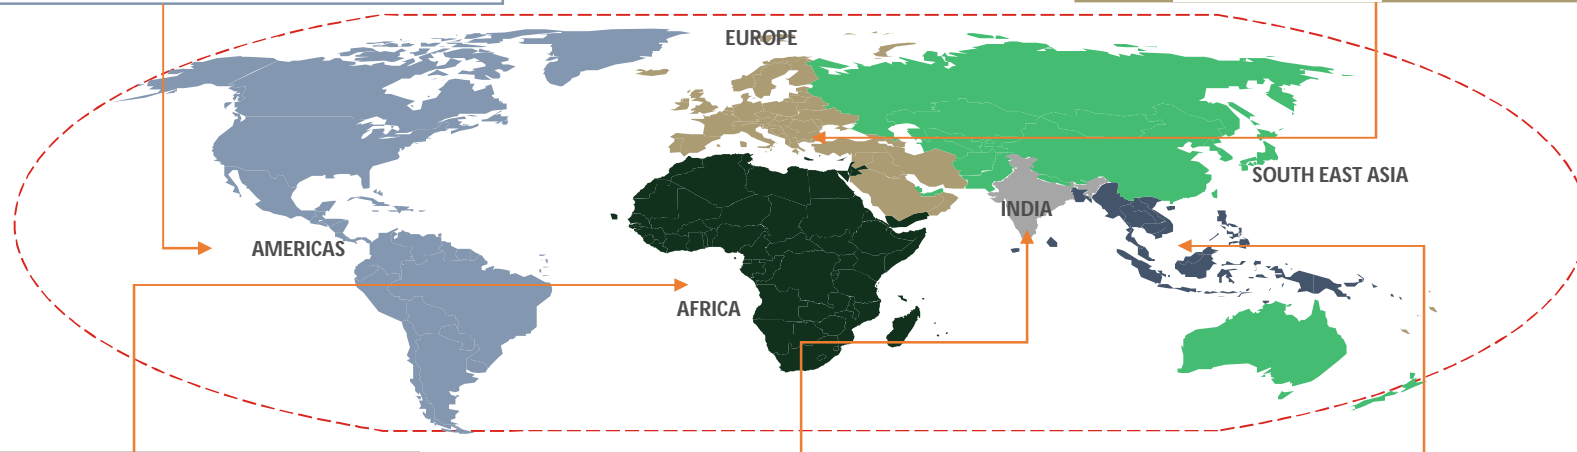 EUROPE
SOUTH EAST ASIA
INDIA
AMERICAS
AFRICA